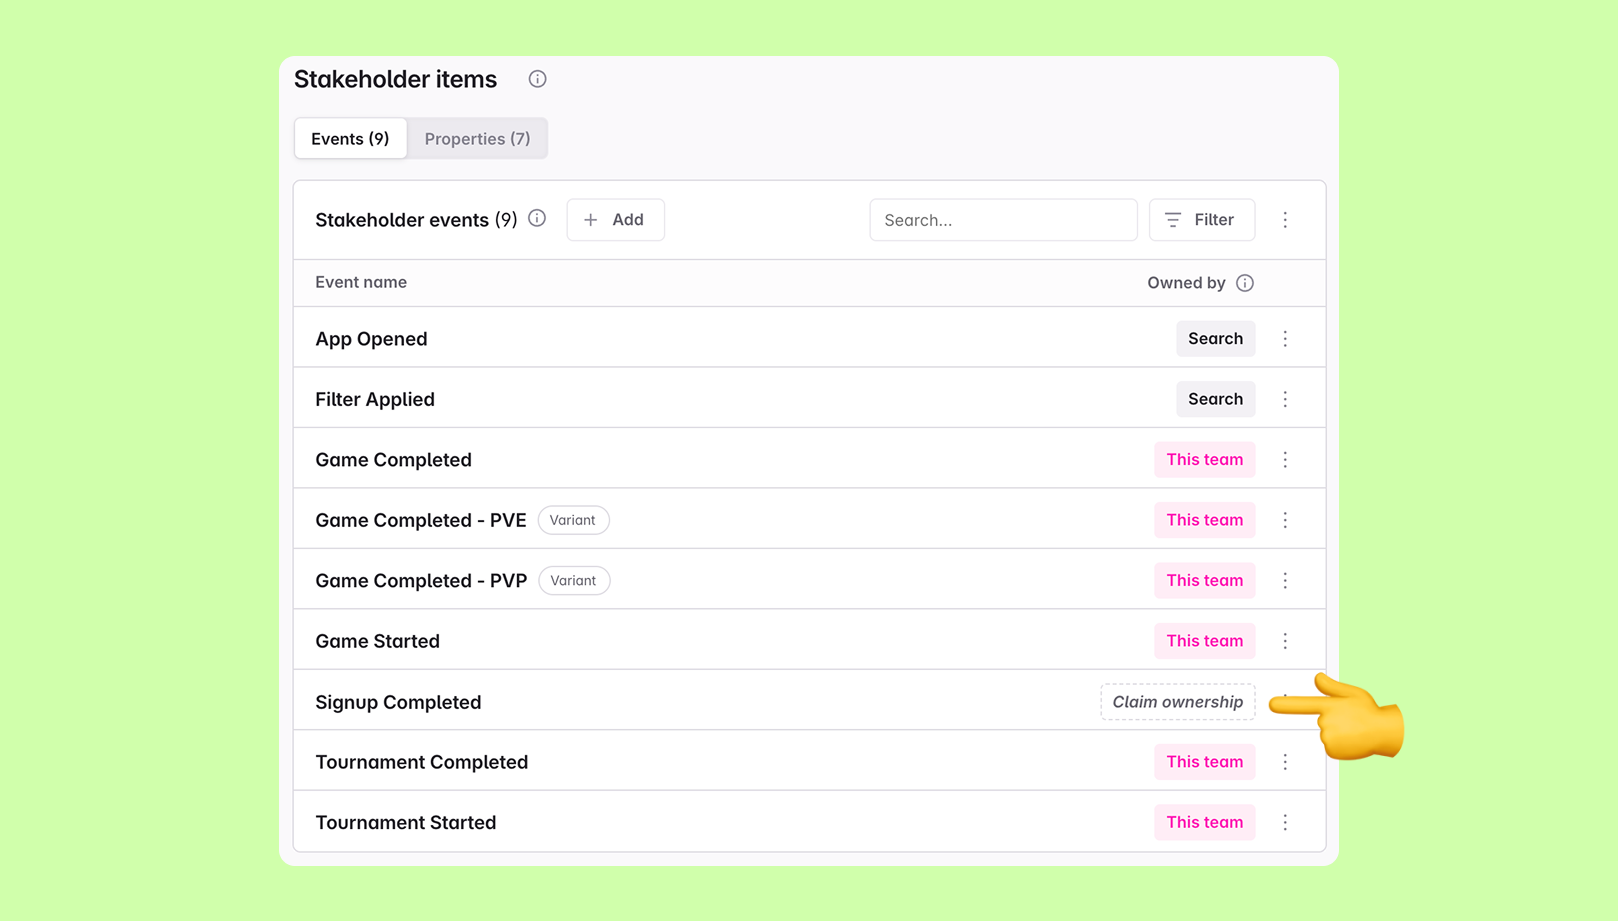 Stakeholder items
Events (9) Properties (7)
Stakeholder events (9) Add Search... Filter
Event name Owned by
App Opened Search
Filter Applied Search
Game Completed This team
Game Completed - PVE Variant This team
Game Completed - PVP Variant This team
Game Started This team
Signup Completed Claim ownership
Tournament Completed This team
Tournament Started This team